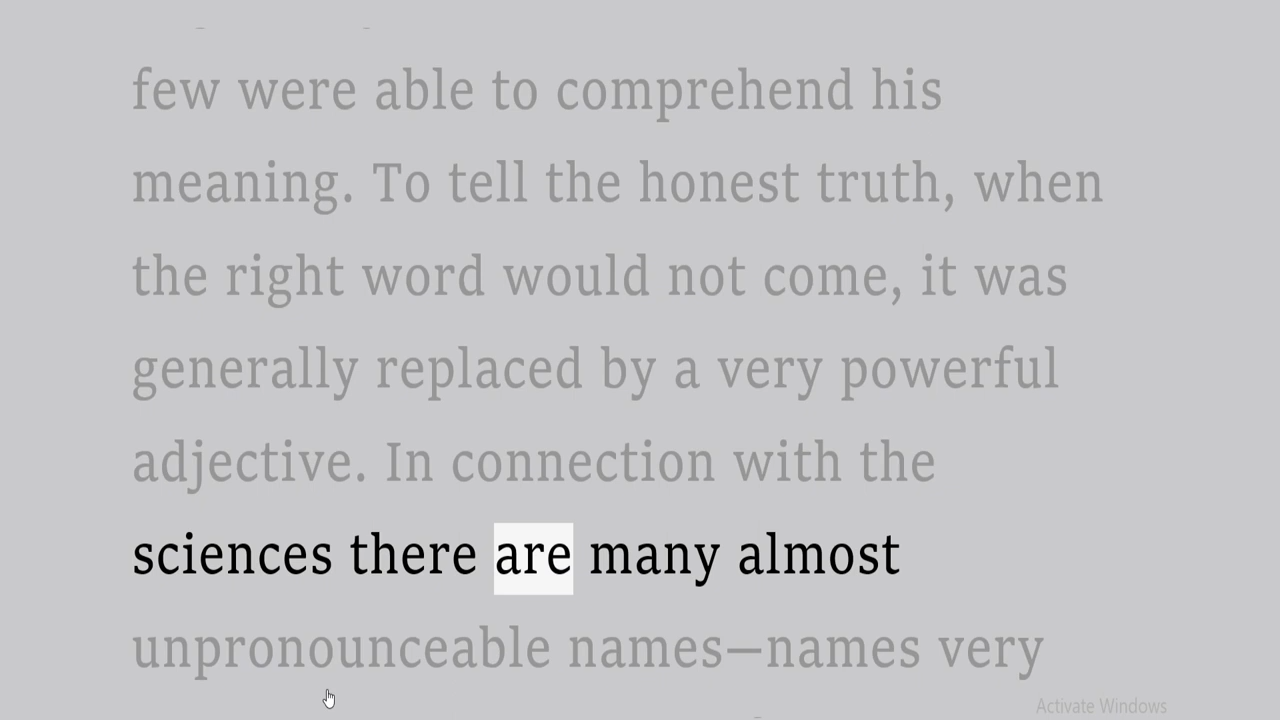 few were able to comprehend his
meaning. To tell the honest truth, when
the right word would not come, it was
generally replaced by a very powerful
adjective. In connection with the
sciences there are many almost
unpronounceable names—names very
Activate Windows